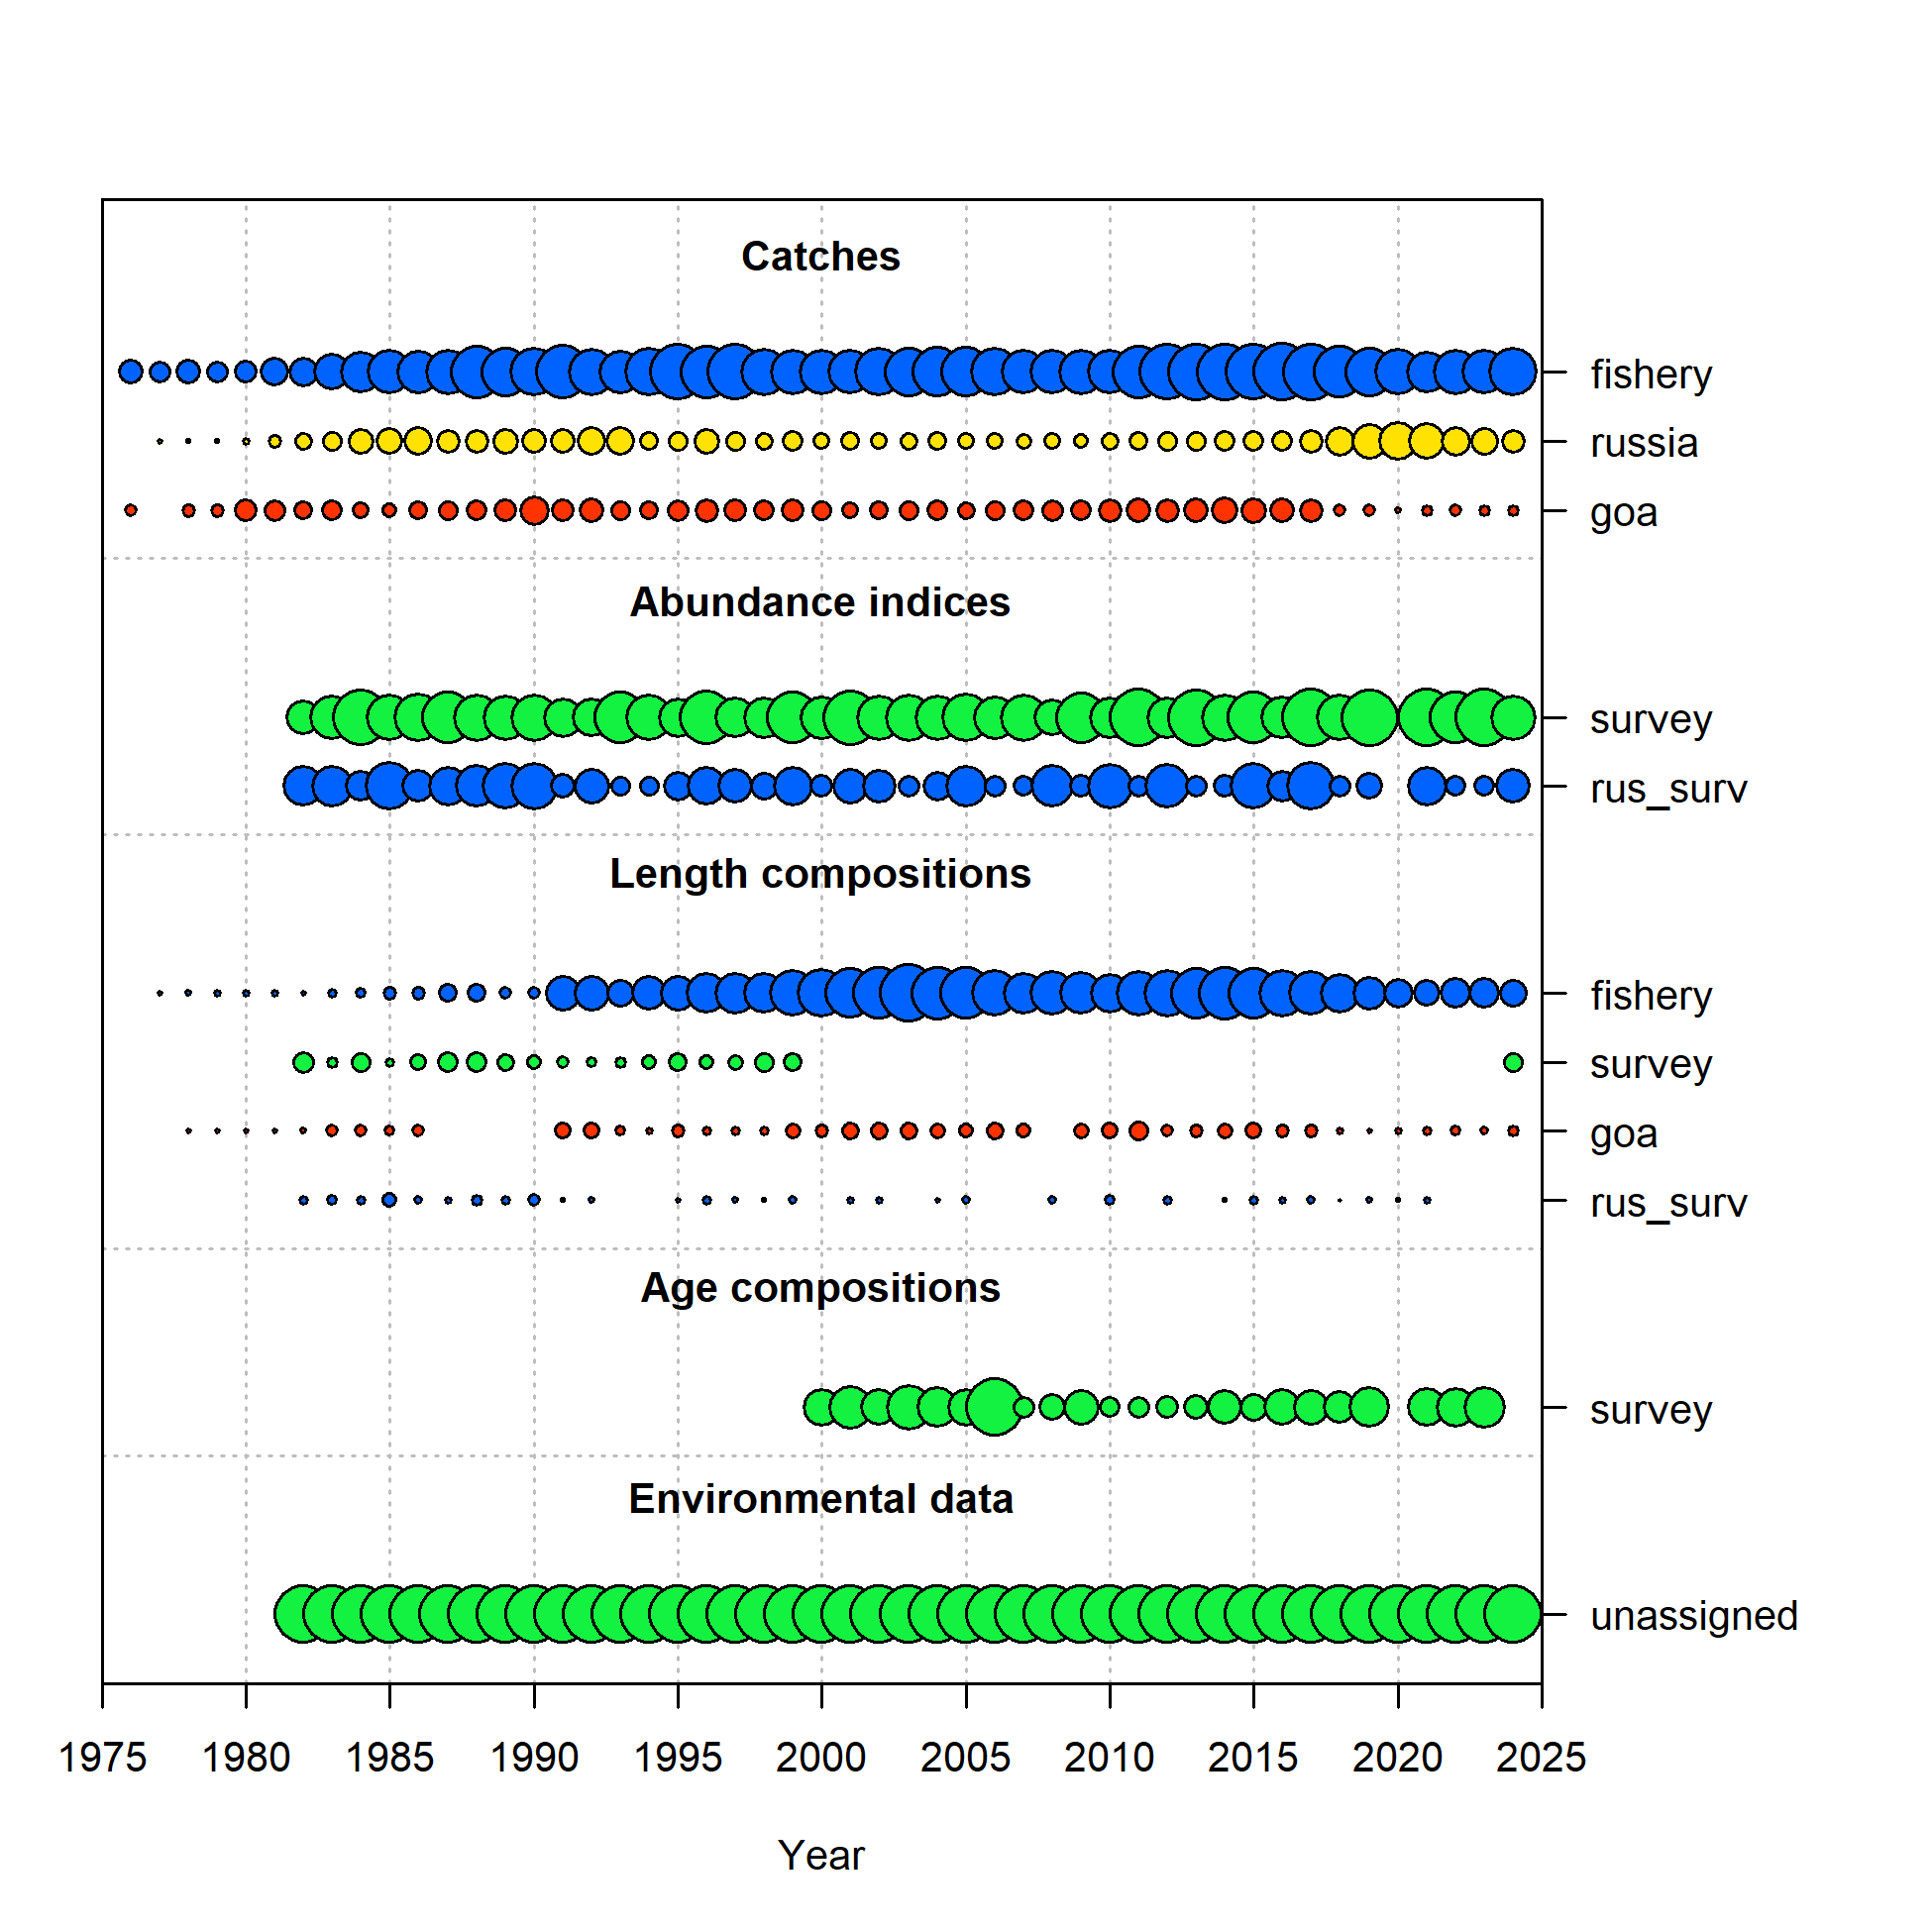 Catches
fishery
russia
goa
Abundance indices
survey
rus_surv
Length compositions
fishery
survey
goa
rus_surv
Age compositions
survey
Environmental data
unassigned
1975 1980 1985 1990 1995 2000 2005 2010 2015 2020 2025
Year